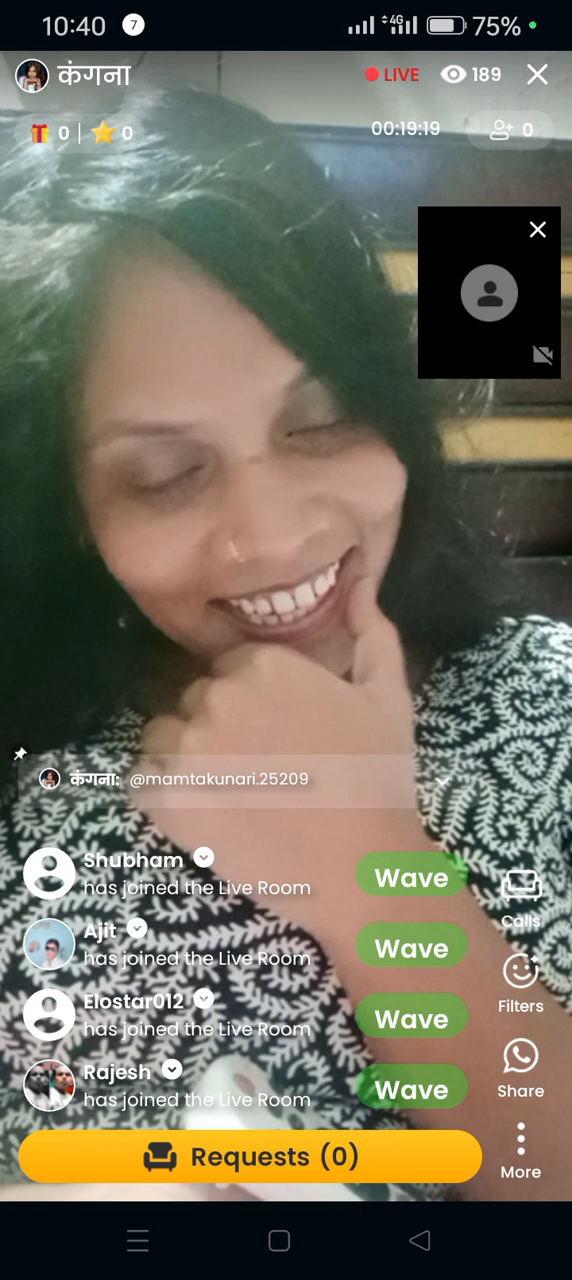 10:40 7 4G 75%
कंगना LIVE 189
0 | 0 00:19:19 0
कंगना: @mamtakunari.25209
Shubham
has joined the Live Room Wave
Calls
Ajit
has joined the Live Room Wave
Filters
Elostar012
has joined the Live Room Wave
Share
Rajesh
has joined the Live Room Wave
Requests (0)
More